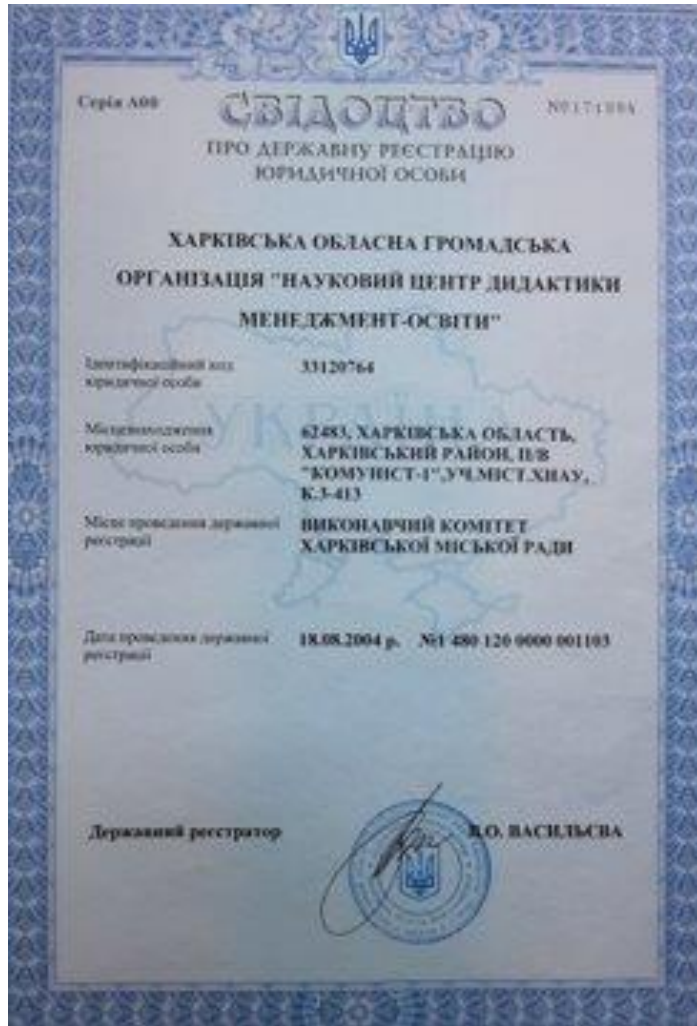 Серія А00
СВІДОЦТВО
ПРО ДЕРЖАВНУ РЕЄСТРАЦІЮ
ЮРИДИЧНОЇ ОСОБИ
ХАРКІВСЬКА ОБЛАСНА ГРОМАДСЬКА
ОРГАНІЗАЦІЯ "НАУКОВИЙ ЦЕНТР ДИДАКТИКИ
МЕНЕДЖМЕНТ-ОСВІТИ"
УКРАЇНА
Ідентифікаційний код
юридичної особи
33120764
Місцезнаходження
юридичної особи
62483, ХАРКІВСЬКА ОБЛАСТЬ,
ХАРКІВСЬКИЙ РАЙОН, П/В
"КОМУНІСТ-1",УЧ.МІСТ.ХНАУ,
К.3-413
Місце проведення державної
реєстрації
ВИКОНАВЧИЙ КОМІТЕТ
ХАРКІВСЬКОЇ МІСЬКОЇ РАДИ
Дата проведення державної
реєстрації
18.08.2004 р. №1 480 120 0000 001103
Державний реєстратор
В.О. ВАСИЛЬЄВА